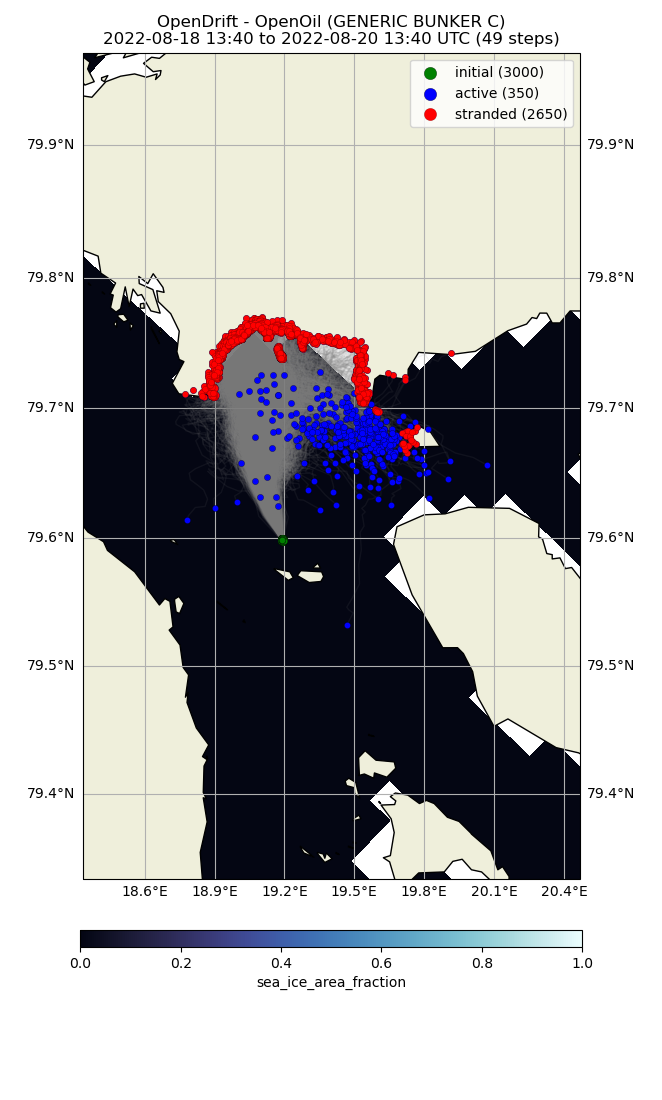 OpenDrift - OpenOil (GENERIC BUNKER C)
2022-08-18 13:40 to 2022-08-20 13:40 UTC (49 steps)
initial (3000)
active (350)
stranded (2650)
79.9°N 79.9°N
79.8°N 79.8°N
79.7°N 79.7°N
79.6°N 79.6°N
79.5°N 79.5°N
79.4°N 79.4°N
18.6°E 18.9°E 19.2°E 19.5°E 19.8°E 20.1°E 20.4°E
0.0 0.2 0.4 0.6 0.8 1.0
sea_ice_area_fraction